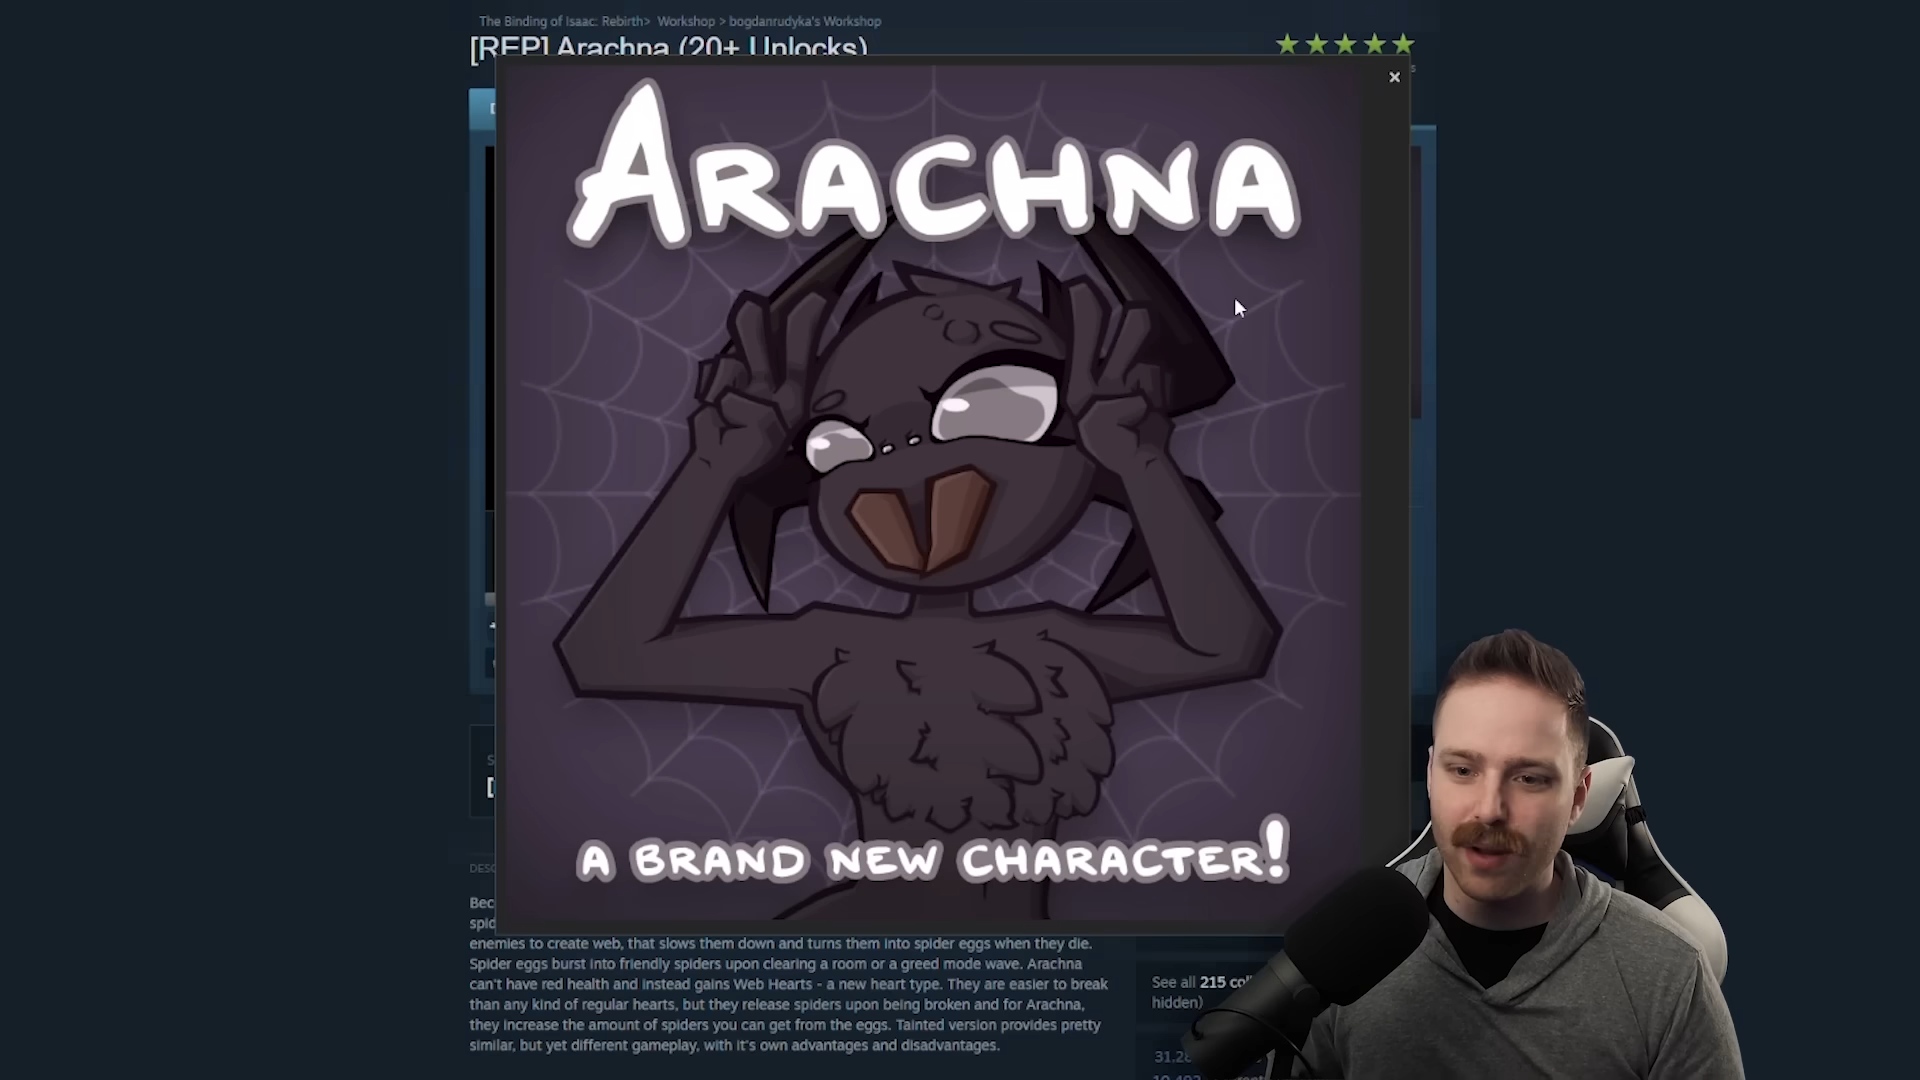 The Binding of Isaac: Rebirth> Workshop > bogdanrudyka's Workshop
[REP] Arachna (20+ Unlocks)
ARACHNA
A BRAND NEW CHARACTER!
enemies to create web, that slows them down and turns them into spider eggs when they die.
Spider eggs burst into friendly spiders upon clearing a room or a greed mode wave. Arachna
can't have red health and instead gains Web Hearts - a new heart type. They are easier to break
than any kind of regular hearts, but they release spiders upon being broken and for Arachna,
they increase the amount of spiders you can get from the eggs. Tainted version provides pretty
similar, but yet different gameplay, with it's own advantages and disadvantages.
See all 215
hidden)